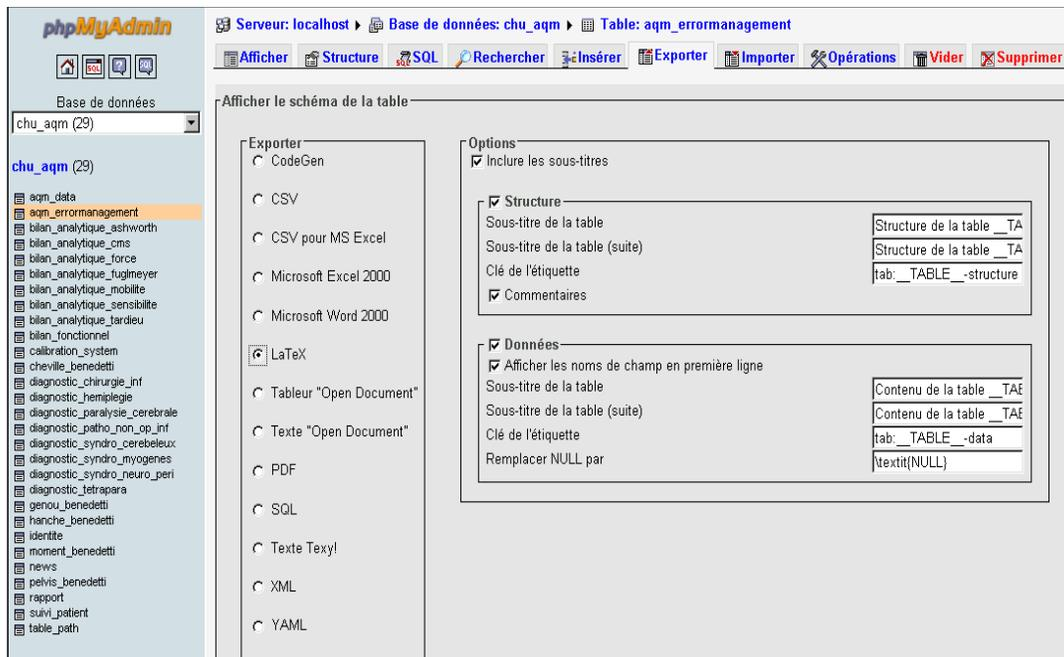 phpMyAdmin
SQL
SQL
Base de données
chu_aqm (29)
chu_aqm (29)
aqm_data
aqm_errormanagement
bilan_analytique_ashworth
bilan_analytique_cms
bilan_analytique_force
bilan_analytique_fuglmeyer
bilan_analytique_mobilite
bilan_analytique_sensibilite
bilan_analytique_tardieu
bilan_fonctionnel
calibration_system
cheville_benedetti
diagnostic_chirurgie_inf
diagnostic_hemiplegie
diagnostic_paralysie_cerebrale
diagnostic_patho_non_op_inf
diagnostic_syndro_cerebeleux
diagnostic_syndro_myogenes
diagnostic_syndro_neuro_peri
diagnostic_tetrapara
genou_benedetti
hanche_benedetti
identite
moment_benedetti
news
pelvis_benedetti
rapport
suivi_patient
table_path
Serveur: localhost Base de données: chu_aqm Table: aqm_errormanagement
Afficher Structure SQL Rechercher Insérer Exporter Importer Opérations Vider Supprimer
Afficher le schéma de la table
Exporter
CodeGen
CSV
CSV pour MS Excel
Microsoft Excel 2000
Microsoft Word 2000
LaTeX
Tableur "Open Document"
Texte "Open Document"
PDF
SQL
Texte Texy!
XML
YAML
Options
Inclure les sous-titres
Structure
Sous-titre de la table Structure de la table __TA
Sous-titre de la table (suite) Structure de la table __TA
Clé de l'étiquette tab:__TABLE__-structure
Commentaires
Données
Afficher les noms de champ en première ligne
Sous-titre de la table Contenu de la table __TAB
Sous-titre de la table (suite) Contenu de la table __TAB
Clé de l'étiquette tab:__TABLE__-data
Remplacer NULL par \textit{NULL}